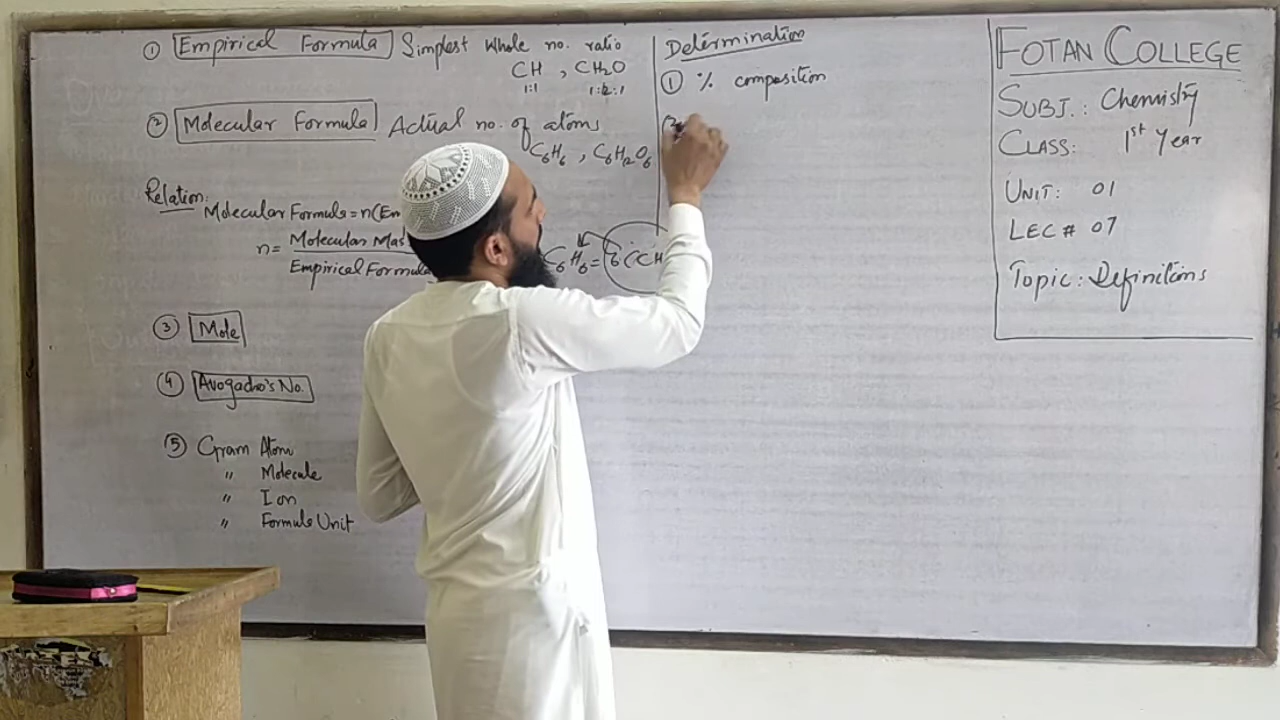 ① Empirical Formula Simplest Whole no. ratio
CH , CH₂O
1:1 1:2:1
② Molecular Formula Actual no. of atoms
C₆H₆ , C₆H₁₂O₆
Relation:
Molecular Formula = n(Em
n = Molecular Mas
Empirical Formula
C₆H₆ = 6(CH
③ Mole
④ Avogadro's No.
⑤ Gram Atom
" Molecule
" Ion
" Formula Unit
Determination
① % composition
FOTAN COLLEGE
SUBJ.: Chemistry
CLASS: 1st Year
UNIT: 01
LEC # 07
Topic: Definitions